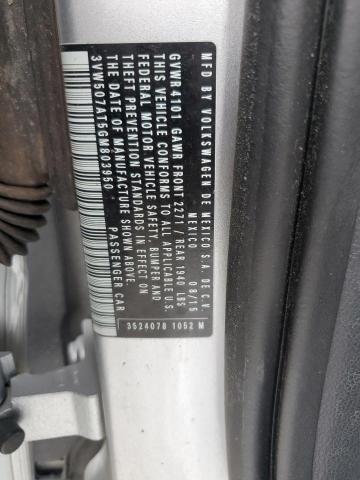 MFD BY VOLKSWAGEN DE MEXICO S.A. DE C.V.
MEXICO 08/15
GVWR 4101 GAWR FRONT 2271 / REAR 1940 LBS
THIS VEHICLE CONFORMS TO ALL APPLICABLE U.S.
FEDERAL MOTOR VEHICLE SAFETY, BUMPER AND
THEFT PREVENTION STANDARDS IN EFFECT ON THE
DATE OF MANUFACTURE SHOWN ABOVE.
3VW507AT5GM803950 PASSENGER CAR
3524078 1052 M